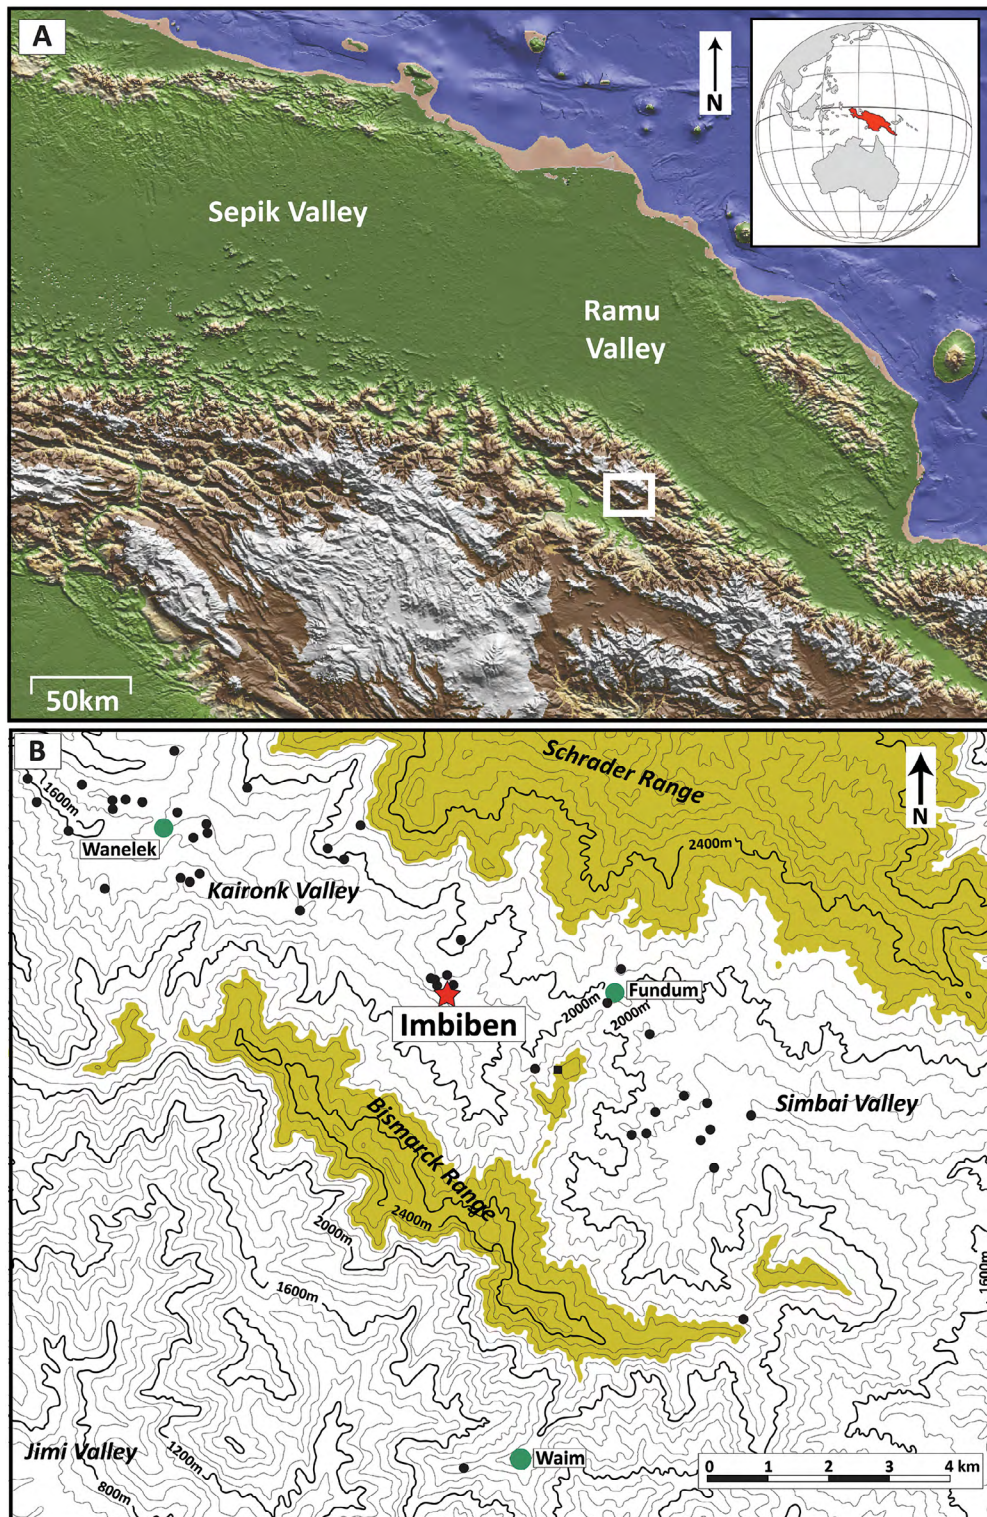 A
N
Sepik Valley
Ramu
Valley
50km
B
Schrader Range
N
1600m
2400m
Wanelek
Kaironk Valley
Fundum
2000m
2000m
Imbiben
Simbai Valley
Bismarck Range
2400m
2000m
1600m
1600m
Jimi Valley
1200m
Waim
800m
0 1 2 3 4 km